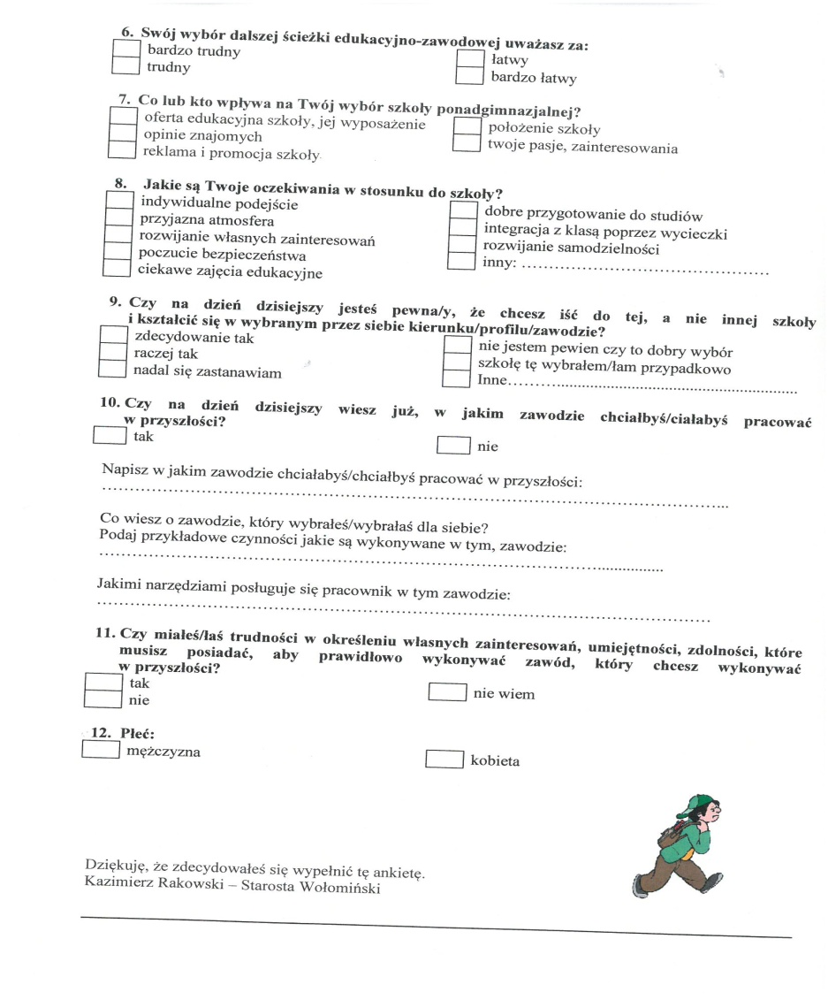 6. Swój wybór dalszej ścieżki edukacyjno-zawodowej uważasz za:
bardzo trudny
trudny
łatwy
bardzo łatwy
7. Co lub kto wpływa na Twój wybór szkoły ponadgimnazjalnej?
oferta edukacyjna szkoły, jej wyposażenie
opinie znajomych
reklama i promocja szkoły
położenie szkoły
twoje pasje, zainteresowania
8. Jakie są Twoje oczekiwania w stosunku do szkoły?
indywidualne podejście
przyjazna atmosfera
rozwijanie własnych zainteresowań
poczucie bezpieczeństwa
ciekawe zajęcia edukacyjne
dobre przygotowanie do studiów
integracja z klasą poprzez wycieczki
rozwijanie samodzielności
inny: ………………………………………
9. Czy na dzień dzisiejszy jesteś pewna/y, że chcesz iść do tej, a nie innej szkoły
i kształcić się w wybranym przez siebie kierunku/profilu/zawodzie?
zdecydowanie tak
raczej tak
nadal się zastanawiam
nie jestem pewien czy to dobry wybór
szkołę tę wybrałem/łam przypadkowo
Inne………………………………………
10. Czy na dzień dzisiejszy wiesz już, w jakim zawodzie chciałbyś/ciałabyś pracować
w przyszłości?
tak
nie
Napisz w jakim zawodzie chciałabyś/chciałbyś pracować w przyszłości:
………………………………………………………………………………
Co wiesz o zawodzie, który wybrałeś/wybrałaś dla siebie?
Podaj przykładowe czynności jakie są wykonywane w tym, zawodzie:
………………………………………………………………………………
Jakimi narzędziami posługuje się pracownik w tym zawodzie:
………………………………………………………………………………
11. Czy miałeś/łaś trudności w określeniu własnych zainteresowań, umiejętności, zdolności, które
musisz posiadać, aby prawidłowo wykonywać zawód, który chcesz wykonywać
w przyszłości?
tak
nie
nie wiem
12. Płeć:
mężczyzna
kobieta
Dziękuję, że zdecydowałeś się wypełnić tę ankietę.
Kazimierz Rakowski – Starosta Wołomiński